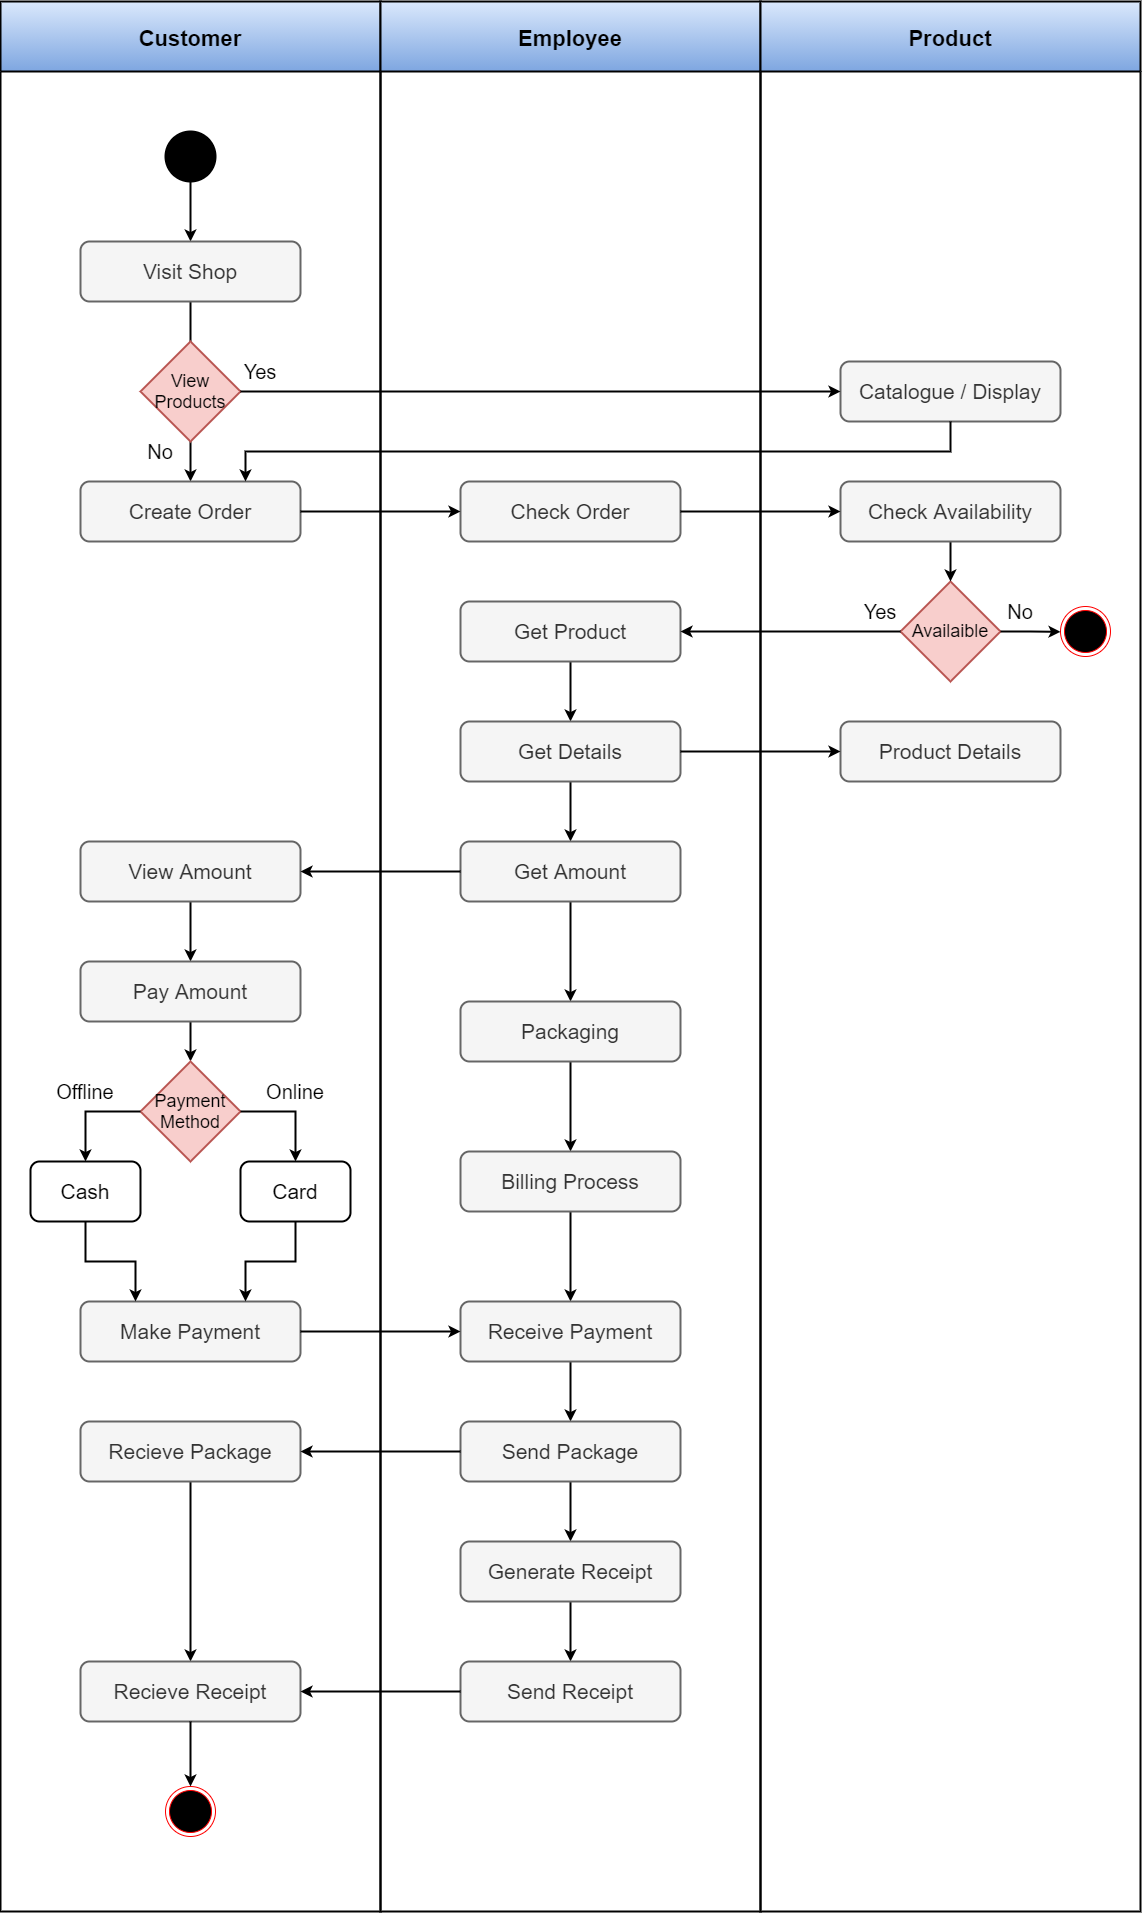 Customer
Employee
Product
Visit Shop
View
Products
Yes
No
Catalogue / Display
Create Order
Check Order
Check Availability
Get Product
Yes
Availaible
No
Get Details
Product Details
View Amount
Get Amount
Pay Amount
Packaging
Offline
Payment
Method
Online
Cash
Card
Billing Process
Make Payment
Receive Payment
Recieve Package
Send Package
Generate Receipt
Recieve Receipt
Send Receipt